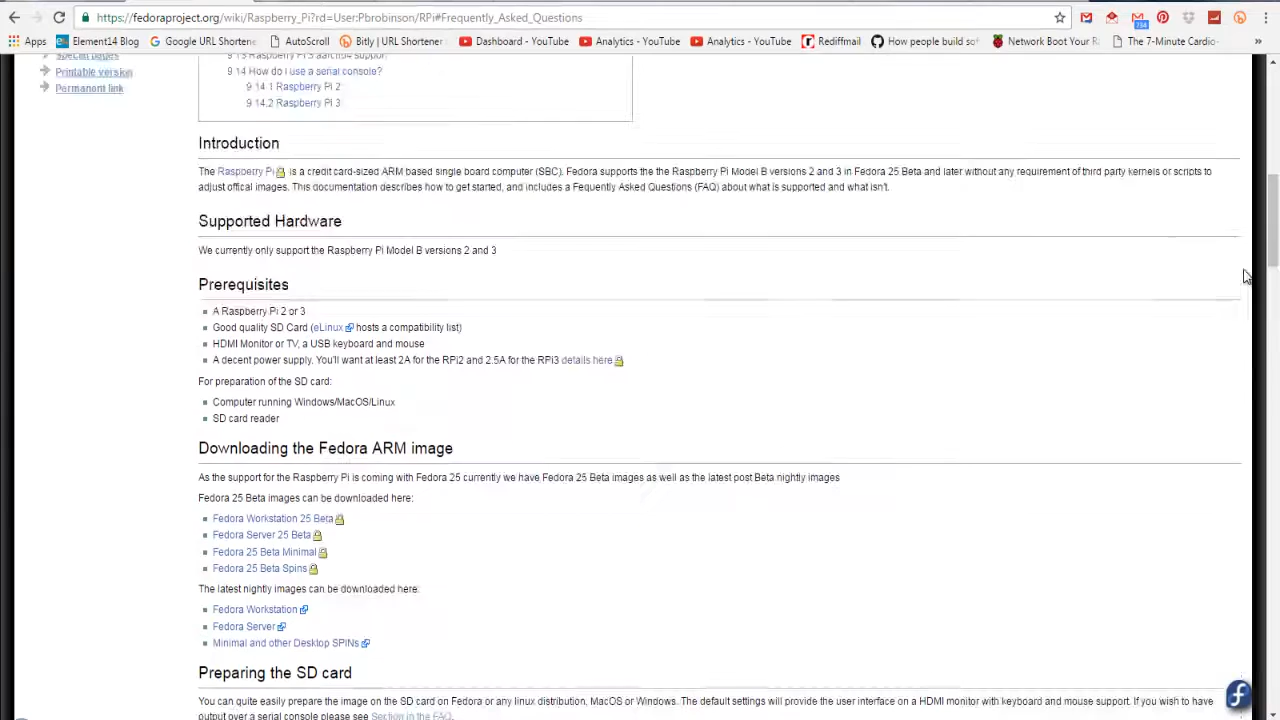 https://fedoraproject.org/wiki/Raspberry_Pi?rd=User:Pbrobinson/RPi#Frequently_Asked_Questions
734
Apps Element14 Blog Google URL Shortene AutoScroll Bitly | URL Shortene Dashboard - YouTube Analytics - YouTube Analytics - YouTube Rediffmail How people build sof Network Boot Your R The 7-Minute Cardio- »
Special pages
Printable version
Permanent link
9.13 Raspberry Pi 3 aarch64 support
9.14 How do I use a serial console?
9.14.1 Raspberry Pi 2
9.14.2 Raspberry Pi 3
Introduction
The Raspberry Pi is a credit card-sized ARM based single board computer (SBC). Fedora supports the the Raspberry Pi Model B versions 2 and 3 in Fedora 25 Beta and later without any requirement of third party kernels or scripts to
adjust offical images. This documentation describes how to get started, and includes a Fequently Asked Questions (FAQ) about what is supported and what isn't.
Supported Hardware
We currently only support the Raspberry Pi Model B versions 2 and 3
Prerequisites
A Raspberry Pi 2 or 3
Good quality SD Card (eLinux hosts a compatibility list)
HDMI Monitor or TV, a USB keyboard and mouse
A decent power supply. You'll want at least 2A for the RPi2 and 2.5A for the RPi3 details here
For preparation of the SD card:
Computer running Windows/MacOS/Linux
SD card reader
Downloading the Fedora ARM image
As the support for the Raspberry Pi is coming with Fedora 25 currently we have Fedora 25 Beta images as well as the latest post Beta nightly images
Fedora 25 Beta images can be downloaded here:
Fedora Workstation 25 Beta
Fedora Server 25 Beta
Fedora 25 Beta Minimal
Fedora 25 Beta Spins
The latest nightly images can be downloaded here:
Fedora Workstation
Fedora Server
Minimal and other Desktop SPINs
Preparing the SD card
You can quite easily prepare the image on the SD card on Fedora or any linux distribution, MacOS or Windows. The default settings will provide the user interface on a HDMI monitor with keyboard and mouse support. If you wish to have
output over a serial console please see Section in the FAQ.